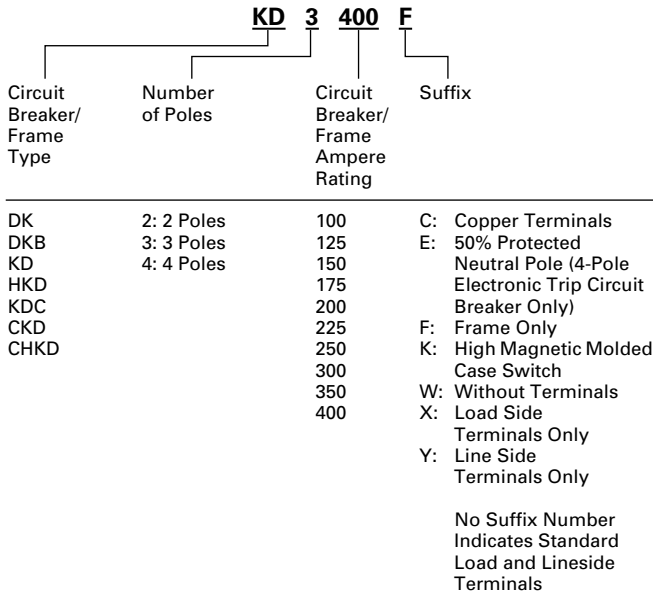 KD 3 400 F
Circuit
Breaker/
Frame
Type
Number
of Poles
Circuit
Breaker/
Frame
Ampere
Rating
Suffix
DK
DKB
KD
HKD
KDC
CKD
CHKD
2: 2 Poles
3: 3 Poles
4: 4 Poles
100
125
150
175
200
225
250
300
350
400
C: Copper Terminals
E: 50% Protected
Neutral Pole (4-Pole
Electronic Trip Circuit
Breaker Only)
F: Frame Only
K: High Magnetic Molded
Case Switch
W: Without Terminals
X: Load Side
Terminals Only
Y: Line Side
Terminals Only
No Suffix Number
Indicates Standard
Load and Lineside
Terminals